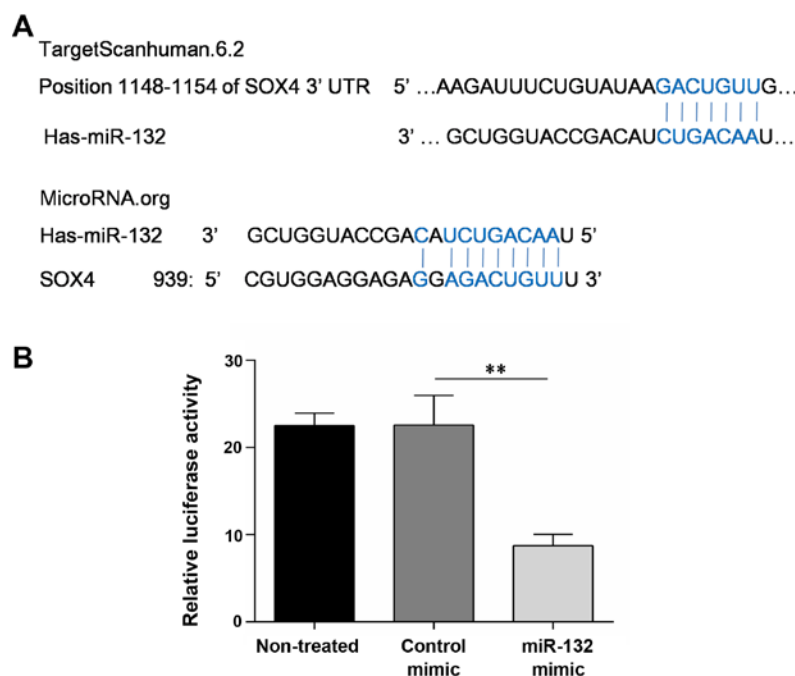 A
TargetScanhuman.6.2
Position 1148-1154 of SOX4 3' UTR 5' ...AAGAUUUCUGUAUAAGACUGUUG...
Has-miR-132 3' ... GCUGGUACCGACAUCUGACAAU...
MicroRNA.org
Has-miR-132 3' GCUGGUACCGACAUCUGACAAU 5'
SOX4 939: 5' CGUGGAGGAGAGGAGACUGUUU 3'
B
Relative luciferase activity
30
20
10
0
**
Non-treated Control mimic miR-132 mimic